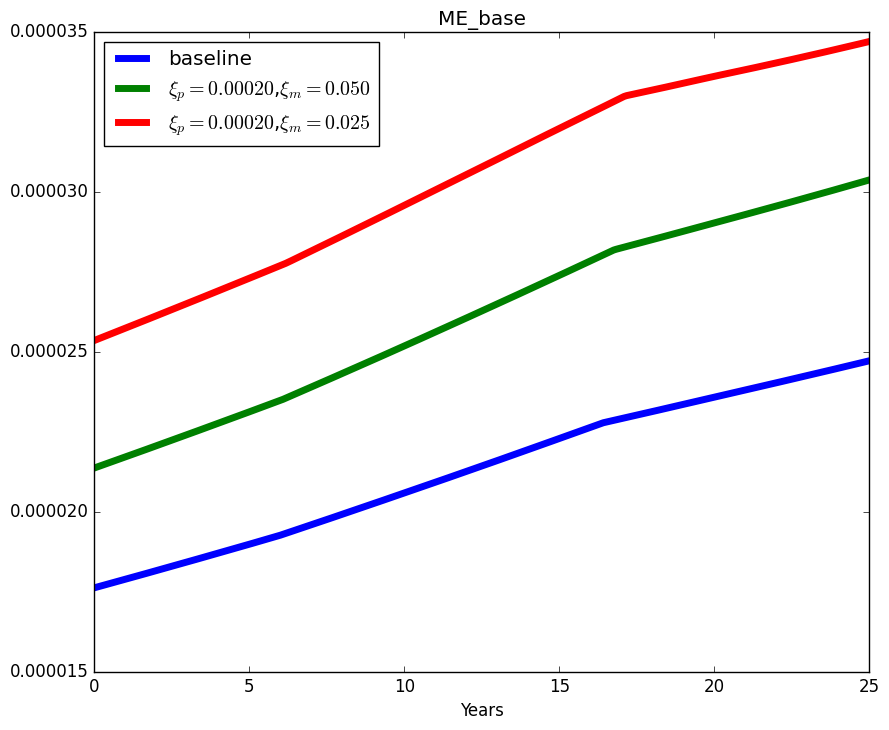 ME_base
0.000035
baseline
ξp = 0.00020,ξm = 0.050
ξp = 0.00020,ξm = 0.025
0.000030
0.000025
0.000020
0.000015
0 5 10 15 20 25
Years